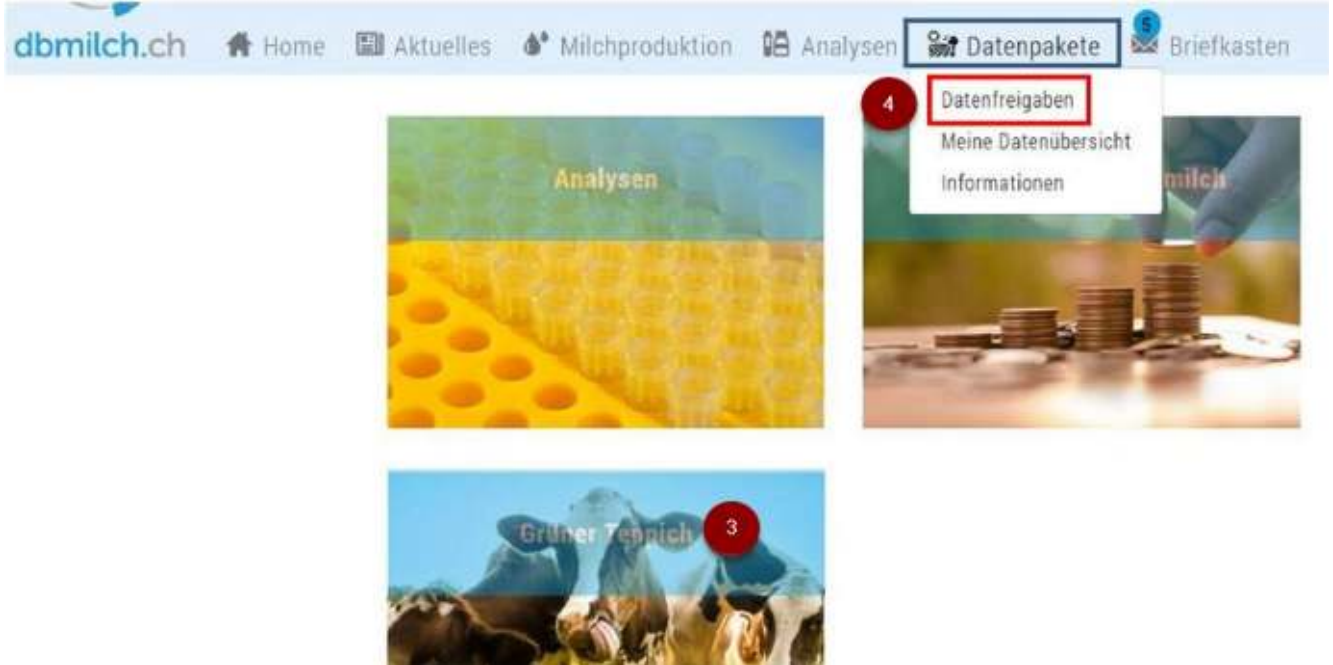 dbmilch.ch Home Aktuelles Milchproduktion Analysen Datenpakete 5 Briefkasten
4 Datenfreigaben
Meine Datenübersicht
Informationen
Analysen
milch
Grüner Teppich 3